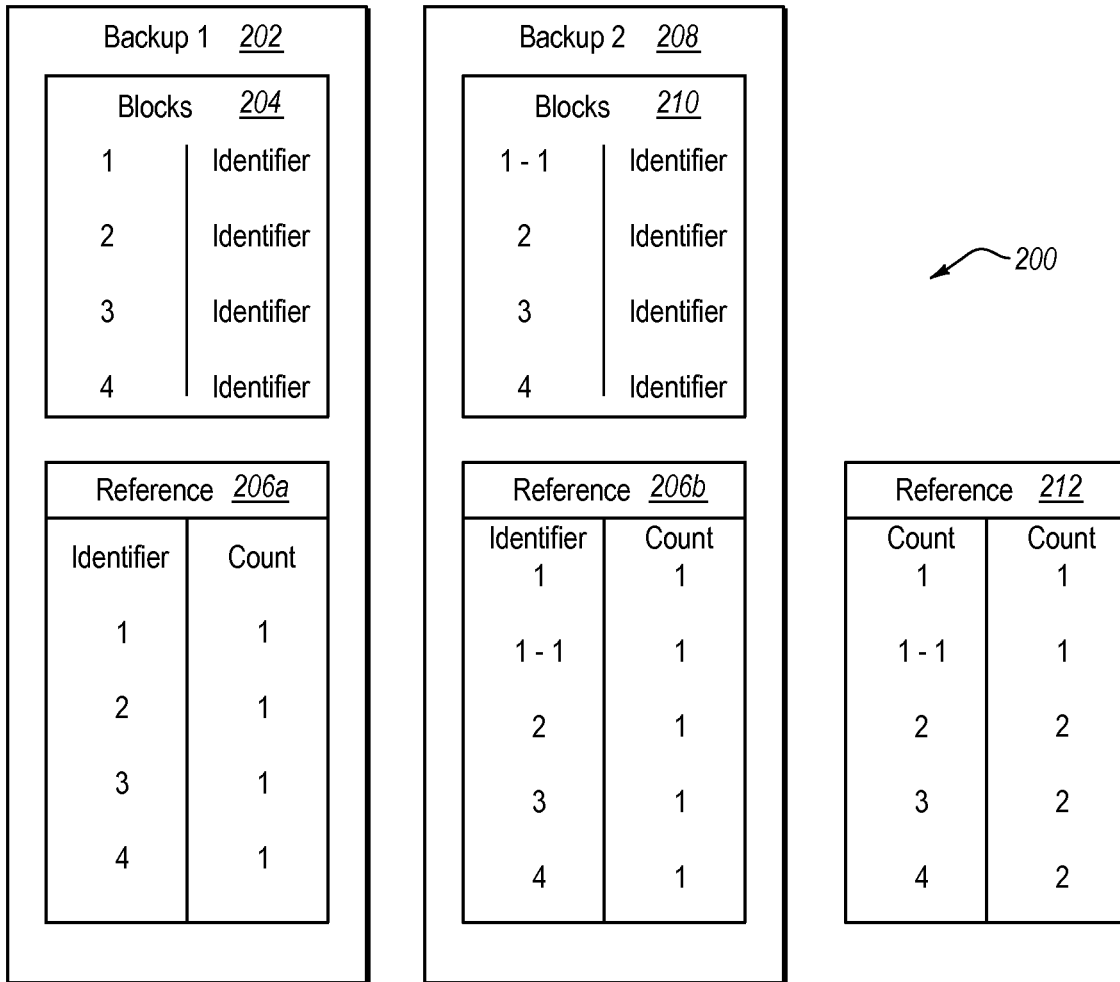 Backup 1 202
Blocks 204
1 Identifier
2 Identifier
3 Identifier
4 Identifier
Reference 206a
Identifier Count
1 1
2 1
3 1
4 1
Backup 2 208
Blocks 210
1 - 1 Identifier
2 Identifier
3 Identifier
4 Identifier
Reference 206b
Identifier Count
1 1
1 - 1 1
2 1
3 1
4 1
200
Reference 212
Count Count
1 1
1 - 1 1
2 2
3 2
4 2